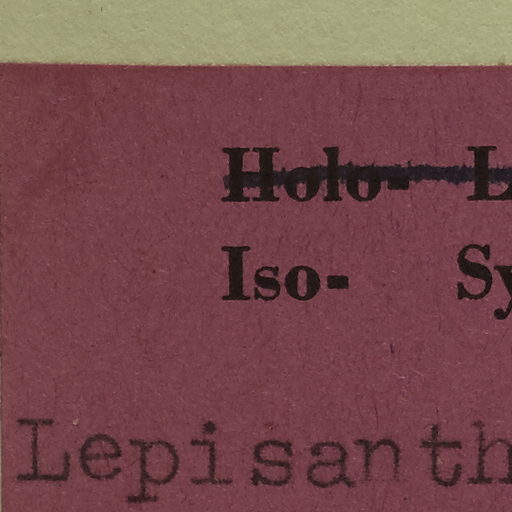 Holo- L
Iso- Sy
Lepisanth